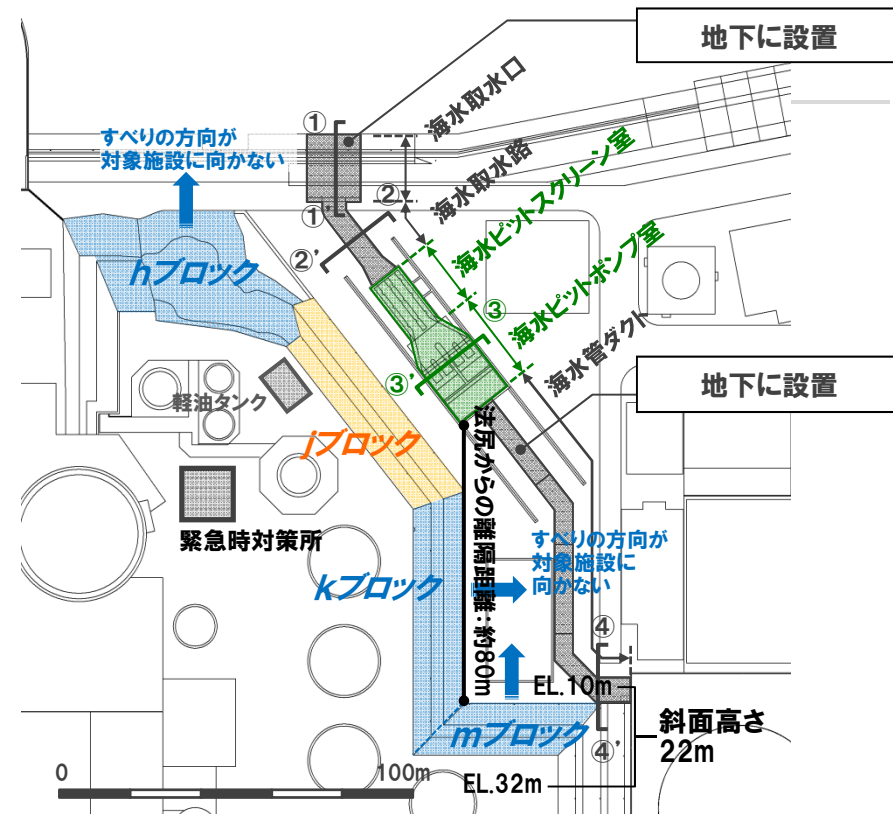 地下に設置
①
海水取水口
すべりの方向が
対象施設に向かない
②
①’
海水取水路
海水ピットスクリーン室
②’
hブロック
③
海水ピットポンプ室
海水管ダクト
③’
地下に設置
軽油タンク
jブロック
法尻からの離隔距離：約80m
緊急時対策所
すべりの方向が
対象施設に
向かない
kブロック
④
EL.10m
mブロック
④’
斜面高さ
22m
EL.32m
0
100m